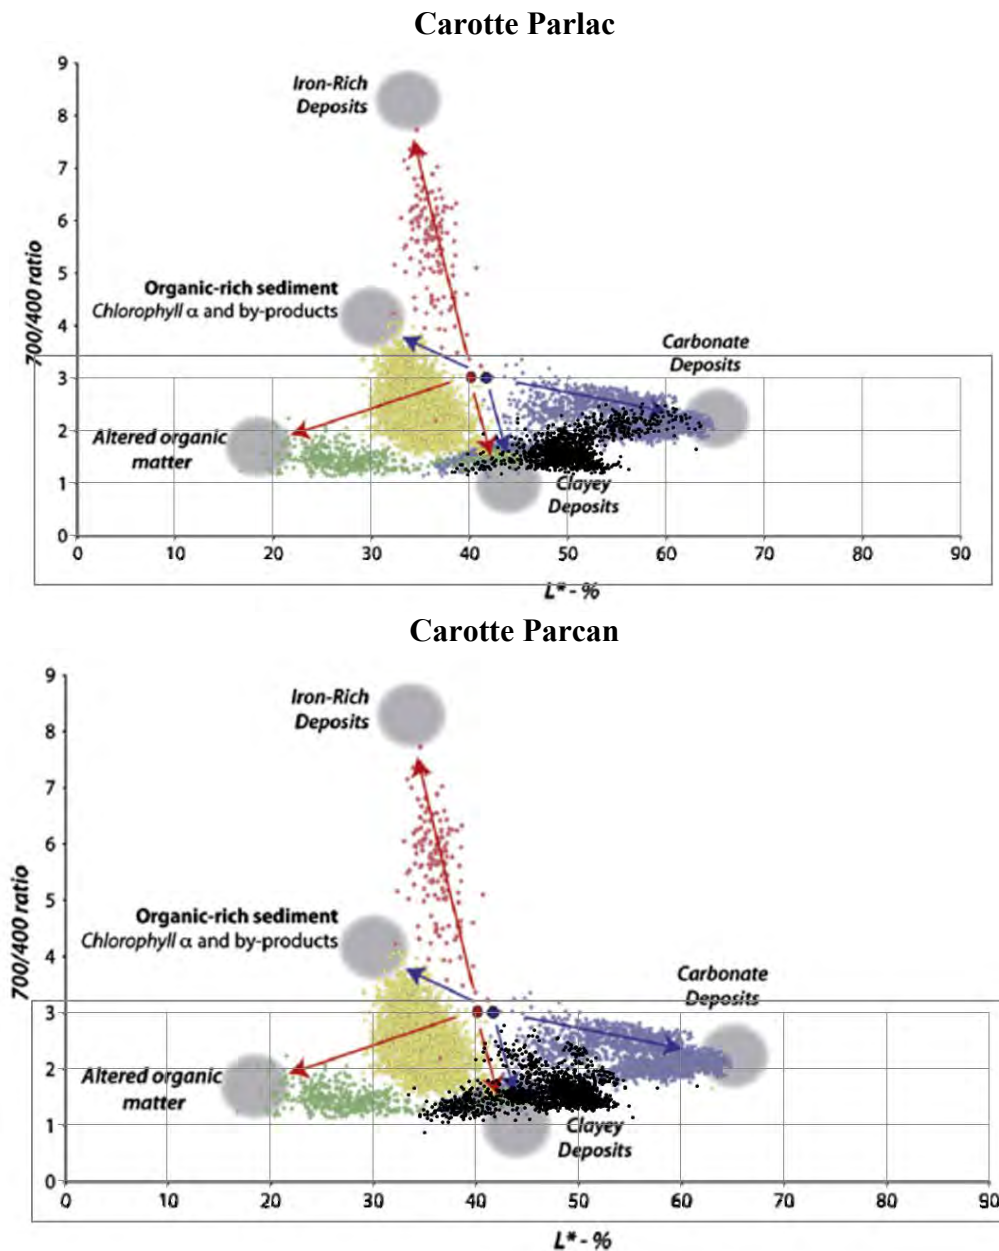 Carotte Parlac
9
Iron-Rich
Deposits
8
7
6
700/400 ratio
5
Organic-rich sediment
Chlorophyll α and by-products
4
Carbonate
Deposits
3
2
Altered organic
matter
1
Clayey
Deposits
0
0 10 20 30 40 50 60 70 80 90
L* - %
Carotte Parcan
9
Iron-Rich
Deposits
8
7
6
700/400 ratio
5
Organic-rich sediment
Chlorophyll α and by-products
4
Carbonate
Deposits
3
2
Altered organic
matter
1
Clayey
Deposits
0
0 10 20 30 40 50 60 70 80 90
L* - %